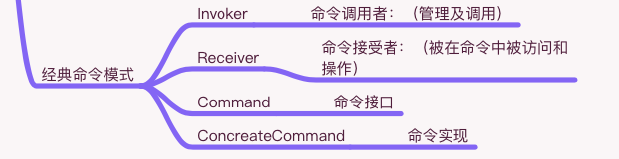 Invoker 命令调用者：（管理及调用）
Receiver 命令接受者：（被在命令中被访问和
操作）
经典命令模式
Command 命令接口
ConcreateCommand 命令实现